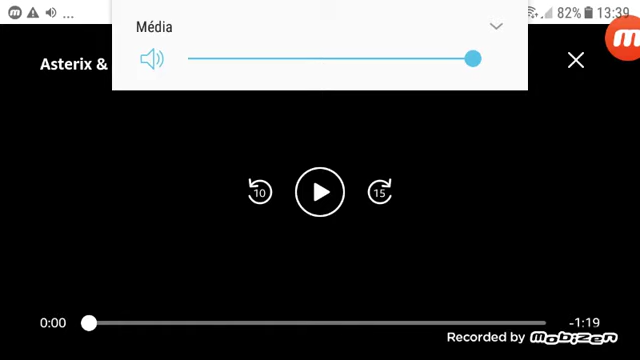 ... 82% 13:39
Média
Asterix &
10 15
0:00 -1:19
Recorded by Mobizen